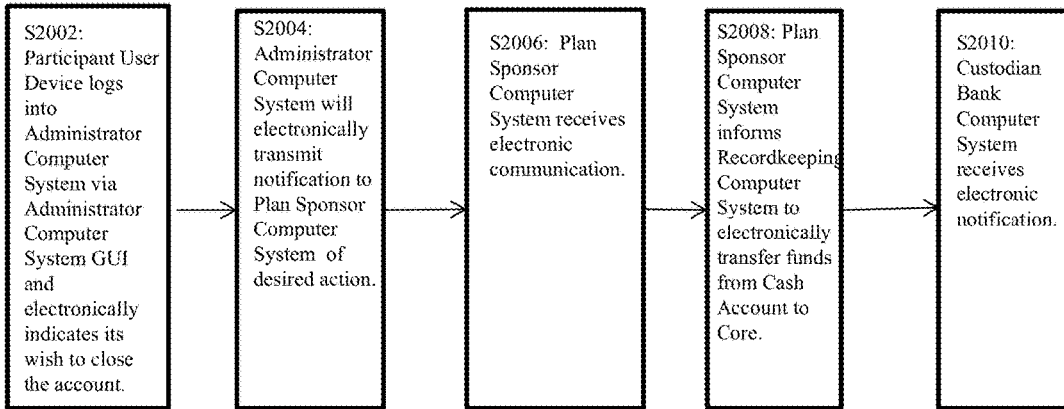 S2002:
Participant User
Device logs
into
Administrator
Computer
System via
Administrator
Computer
System GUI
and
electronically
indicates its
wish to close
the account.
S2004:
Administrator
Computer
System will
electronically
transmit
notification to
Plan Sponsor
Computer
System of
desired action.
S2006: Plan
Sponsor
Computer
System receives
electronic
communication.
S2008: Plan
Sponsor
Computer
System
informs
Recordkeeping
Computer
System to
electronically
transfer funds
from Cash
Account to
Core.
S2010:
Custodian
Bank
Computer
System
receives
electronic
notification.